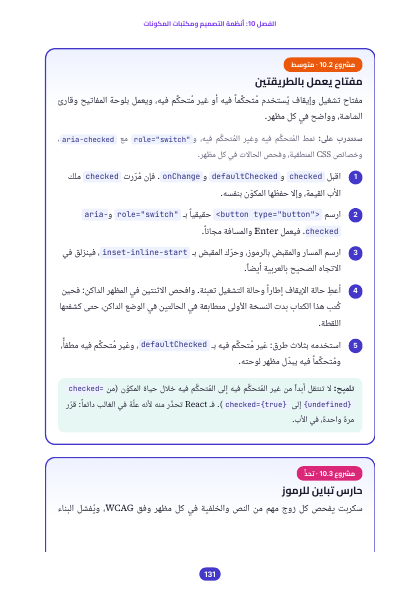 الفصل 10: أنظمة التصميم ومكتبات المكونات
مشروع 10.2 · متوسط
مفتاح يعمل بالطريقتين
مفتاح تشغيل وإيقاف يُستخدم مُتحكَّماً فيه أو غير مُتحكَّم فيه، ويعمل بلوحة المفاتيح وقارئ
الشاشة، وواضح في كل مظهر.
ستتدرب على: نمط المُتحكَّم فيه وغير المُتحكَّم فيه، و role="switch" مع aria-checked،
وخصائص CSS المنطقية، وفحص الحالات في كل مظهر.
1 اقبل checked و defaultChecked و onChange. فإن مُرّرت checked ملك
الأب القيمة، وإلا حفظها المكوّن بنفسه.
2 ارسم <button type="button"> حقيقياً بـ role="switch" و aria-
checked، فيعمل Enter والمسافة مجاناً.
3 ارسم المسار والمقبض بالرموز، وحرّك المقبض بـ inset-inline-start، فينزلق في
الاتجاه الصحيح بالعربية أيضاً.
4 أعطِ حالة الإيقاف إطاراً وحالة التشغيل تعبئة. وافحص الاثنتين في المظهر الداكن: فحين
كُتب هذا الكتاب بدت النسخة الأولى متطابقة في الحالتين في الوضع الداكن، حتى كشفتها
اللقطة.
5 استخدمه بثلاث طرق: غير مُتحكَّم فيه بـ defaultChecked، وغير مُتحكَّم فيه مطفأً،
ومُتحكَّماً فيه يبدّل مظهر لوحته.
تلميح: لا تنتقل أبداً من غير المُتحكَّم فيه إلى المُتحكَّم فيه خلال حياة المكوّن (من checked=
{undefined} إلى checked={true}). فـ React تحذّر منه لأنه علّة في الغالب دائماً: قرّر
مرة واحدة، في الأب.
مشروع 10.3 · تحدٍّ
حارس تباين للرموز
سكربت يفحص كل زوج مهم من النص والخلفية في كل مظهر وفق WCAG، ويُفشل البناء
131